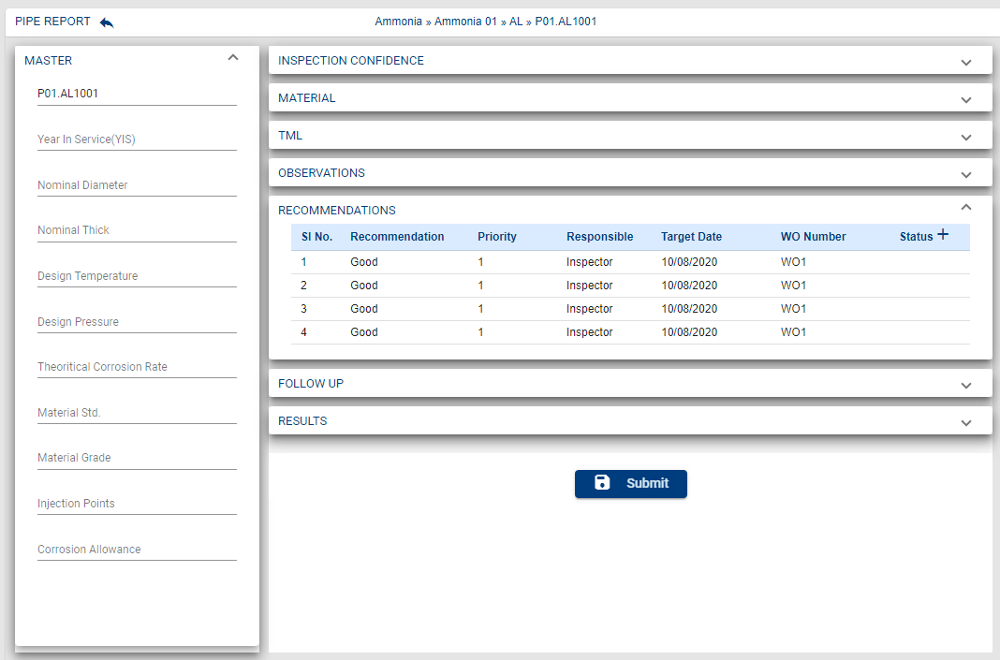 PIPE REPORT
Ammonia » Ammonia 01 » AL » P01.AL1001
MASTER
P01.AL1001
Year In Service(YIS)
Nominal Diameter
Nominal Thick
Design Temperature
Design Pressure
Theoritical Corrosion Rate
Material Std.
Material Grade
Injection Points
Corrosion Allowance
INSPECTION CONFIDENCE
MATERIAL
TML
OBSERVATIONS
RECOMMENDATIONS
Sl No. Recommendation Priority Responsible Target Date WO Number Status +
1 Good 1 Inspector 10/08/2020 WO1
2 Good 1 Inspector 10/08/2020 WO1
3 Good 1 Inspector 10/08/2020 WO1
4 Good 1 Inspector 10/08/2020 WO1
FOLLOW UP
RESULTS
Submit